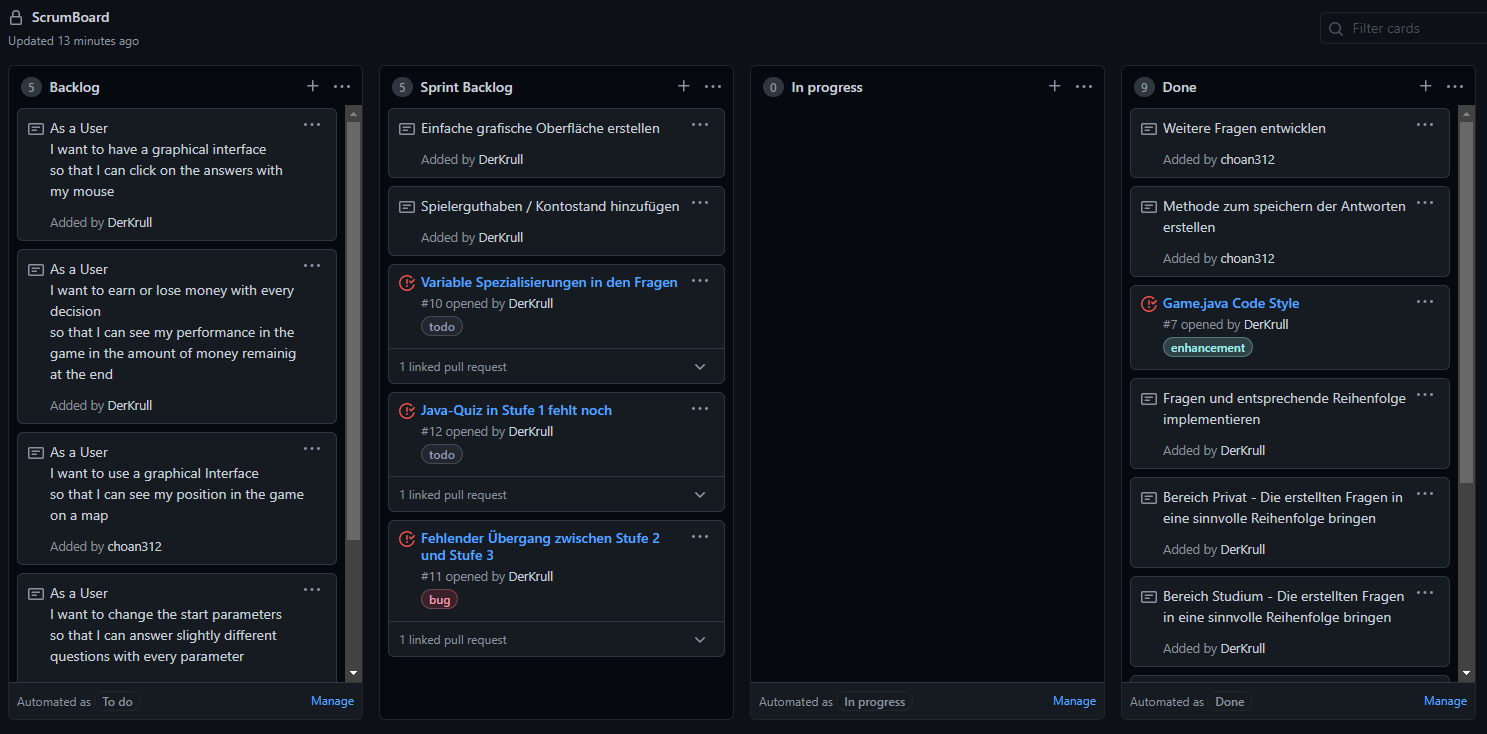 ScrumBoard
Updated 13 minutes ago
Filter cards
5 Backlog
As a User
I want to have a graphical interface
so that I can click on the answers with
my mouse
Added by DerKrull
As a User
I want to earn or lose money with every
decision
so that I can see my performance in the
game in the amount of money remainig
at the end
Added by DerKrull
As a User
I want to use a graphical Interface
so that I can see my position in the game
on a map
Added by choan312
As a User
I want to change the start parameters
so that I can answer slightly different
questions with every parameter
Automated as To do Manage
5 Sprint Backlog
Einfache grafische Oberfläche erstellen
Added by DerKrull
Spielerguthaben / Kontostand hinzufügen
Added by DerKrull
Variable Spezialisierungen in den Fragen
#10 opened by DerKrull
todo
1 linked pull request
Java-Quiz in Stufe 1 fehlt noch
#12 opened by DerKrull
todo
1 linked pull request
Fehlender Übergang zwischen Stufe 2
und Stufe 3
#11 opened by DerKrull
bug
1 linked pull request
0 In progress
Automated as In progress Manage
9 Done
Weitere Fragen entwicklen
Added by choan312
Methode zum speichern der Antworten
erstellen
Added by choan312
Game.java Code Style
#7 opened by DerKrull
enhancement
Fragen und entsprechende Reihenfolge
implementieren
Added by DerKrull
Bereich Privat - Die erstellten Fragen in
eine sinnvolle Reihenfolge bringen
Added by DerKrull
Bereich Studium - Die erstellten Fragen
in eine sinnvolle Reihenfolge bringen
Added by DerKrull
Automated as Done Manage